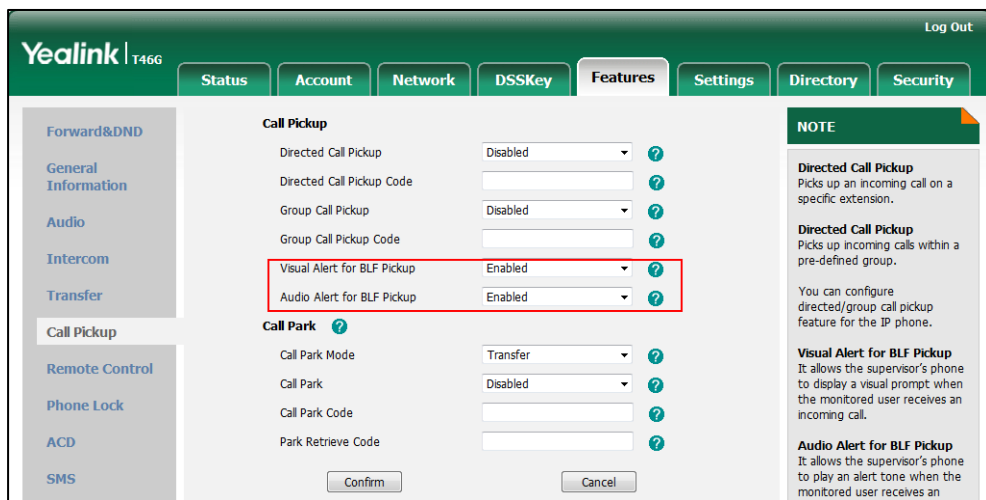 Log Out
Yealink T46G
Status Account Network DSSKey Features Settings Directory Security
Forward&DND
General
Information
Audio
Intercom
Transfer
Call Pickup
Remote Control
Phone Lock
ACD
SMS
Call Pickup
Directed Call Pickup Disabled ?
Directed Call Pickup Code ?
Group Call Pickup Disabled ?
Group Call Pickup Code ?
Visual Alert for BLF Pickup Enabled ?
Audio Alert for BLF Pickup Enabled ?
Call Park ?
Call Park Mode Transfer ?
Call Park Disabled ?
Call Park Code ?
Park Retrieve Code ?
Confirm Cancel
NOTE
Directed Call Pickup
Picks up an incoming call on a
specific extension.
Directed Call Pickup
Picks up incoming calls within a
pre-defined group.
You can configure
directed/group call pickup
feature for the IP phone.
Visual Alert for BLF Pickup
It allows the supervisor's phone
to display a visual prompt when
the monitored user receives an
incoming call.
Audio Alert for BLF Pickup
It allows the supervisor's phone
to play an alert tone when the
monitored user receives an